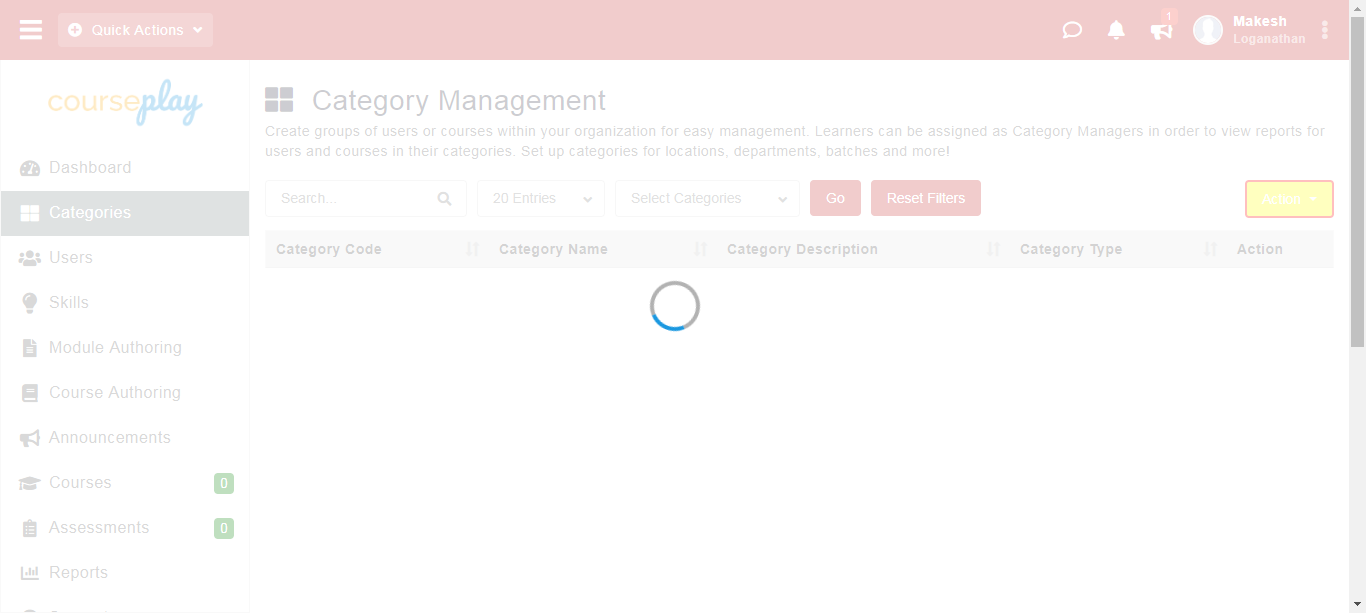 Quick Actions
1
Makesh
Loganathan
courseplay
Dashboard
Categories
Users
Skills
Module Authoring
Course Authoring
Announcements
Courses 0
Assessments 0
Reports
Category Management
Create groups of users or courses within your organization for easy management. Learners can be assigned as Category Managers in order to view reports for
users and courses in their categories. Set up categories for locations, departments, batches and more!
Search... 20 Entries Select Categories Go Reset Filters Action
Category Code Category Name Category Description Category Type Action